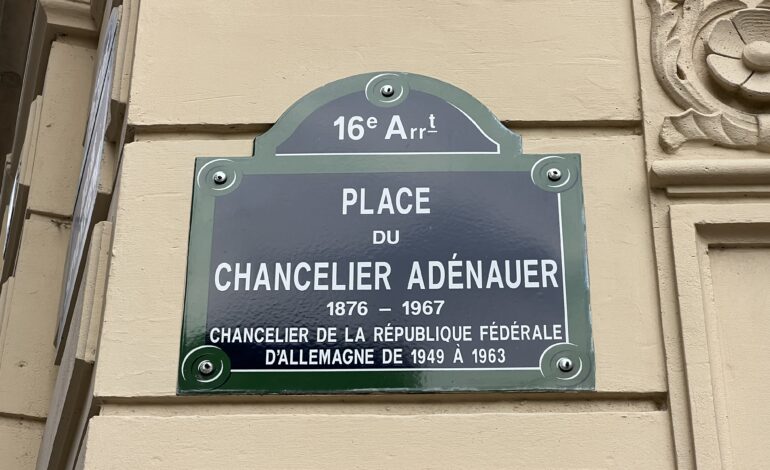 16e Arrt
PLACE
DU
CHANCELIER ADÉNAUER
1876 – 1967
CHANCELIER DE LA RÉPUBLIQUE FÉDÉRALE
D'ALLEMAGNE DE 1949 À 1963